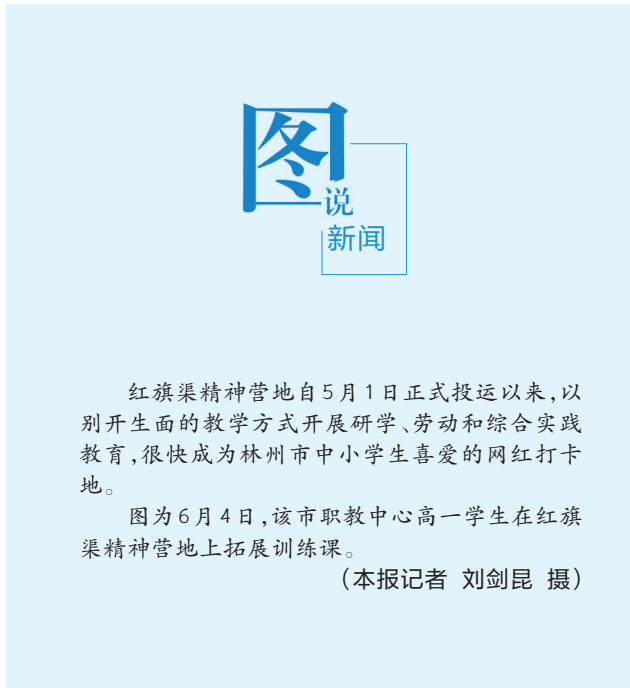 图
说
新闻
红旗渠精神营地自5月1日正式投运以来,以
别开生面的教学方式开展研学、劳动和综合实践
教育,很快成为林州市中小学生喜爱的网红打卡
地。
图为6月4日,该市职教中心高一学生在红旗
渠精神营地上拓展训练课。
(本报记者 刘剑昆 摄)